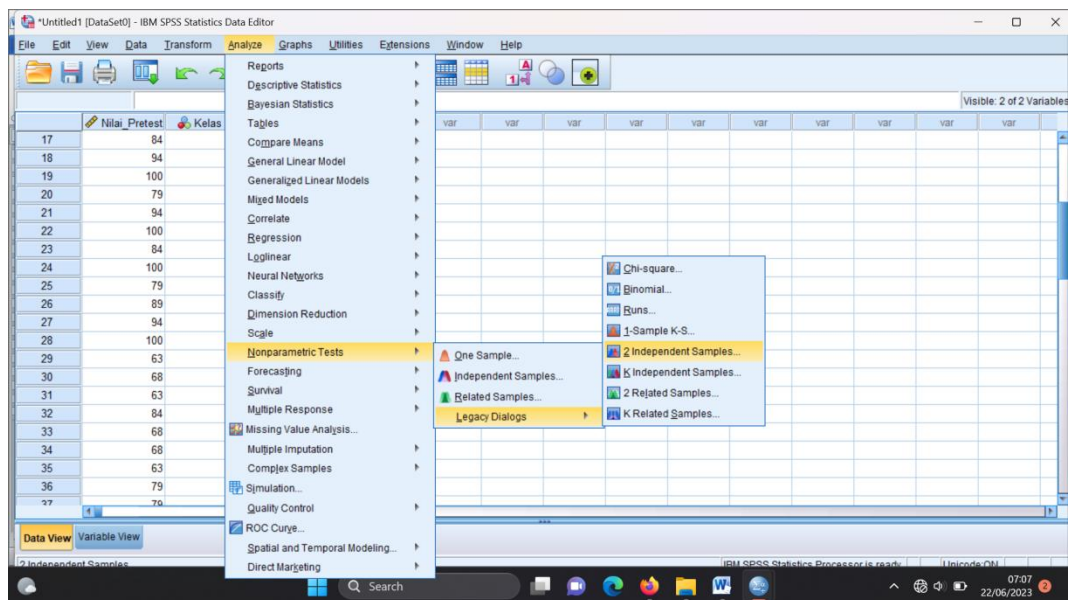 *Untitled1 [DataSet0] - IBM SPSS Statistics Data Editor
File Edit View Data Transform Analyze Graphs Utilities Extensions Window Help
Visible: 2 of 2 Variables
Nilai_Pretest Kelas var var var var var var var var var
17 84
18 94
19 100
20 79
21 94
22 100
23 84
24 100
25 79
26 89
27 94
28 100
29 63
30 68
31 63
32 84
33 68
34 68
35 63
36 79
37 79
Reports
Descriptive Statistics
Bayesian Statistics
Tables
Compare Means
General Linear Model
Generalized Linear Models
Mixed Models
Correlate
Regression
Loglinear
Neural Networks
Classify
Dimension Reduction
Scale
Nonparametric Tests
Forecasting
Survival
Multiple Response
Missing Value Analysis...
Multiple Imputation
Complex Samples
Simulation...
Quality Control
ROC Curve...
Spatial and Temporal Modeling...
Direct Marketing
One Sample...
Independent Samples...
Related Samples...
Legacy Dialogs
Chi-square...
Binomial...
Runs...
1-Sample K-S...
2 Independent Samples...
K Independent Samples...
2 Related Samples...
K Related Samples...
Data View Variable View
2 Independent Samples IBM SPSS Statistics Processor is ready Unicode:ON
Search
07:07
22/06/2023 2